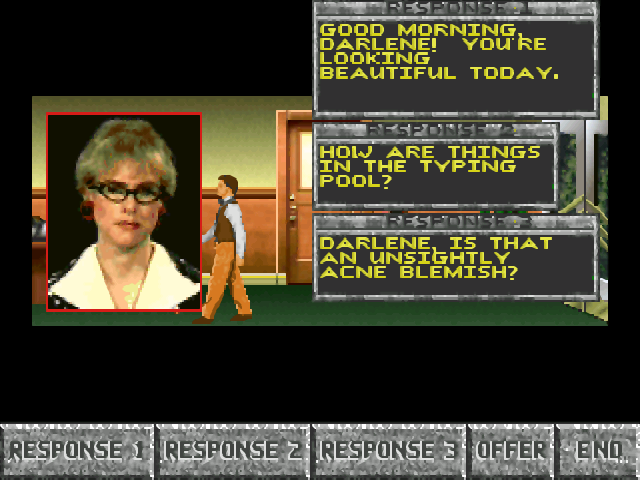 RESPONSE 1
GOOD MORNING,
DARLENE! YOU'RE
LOOKING
BEAUTIFUL TODAY.
RESPONSE 2
HOW ARE THINGS
IN THE TYPING
POOL?
RESPONSE 3
DARLENE, IS THAT
AN UNSIGHTLY
ACNE BLEMISH?
RESPONSE 1 RESPONSE 2 RESPONSE 3 OFFER END